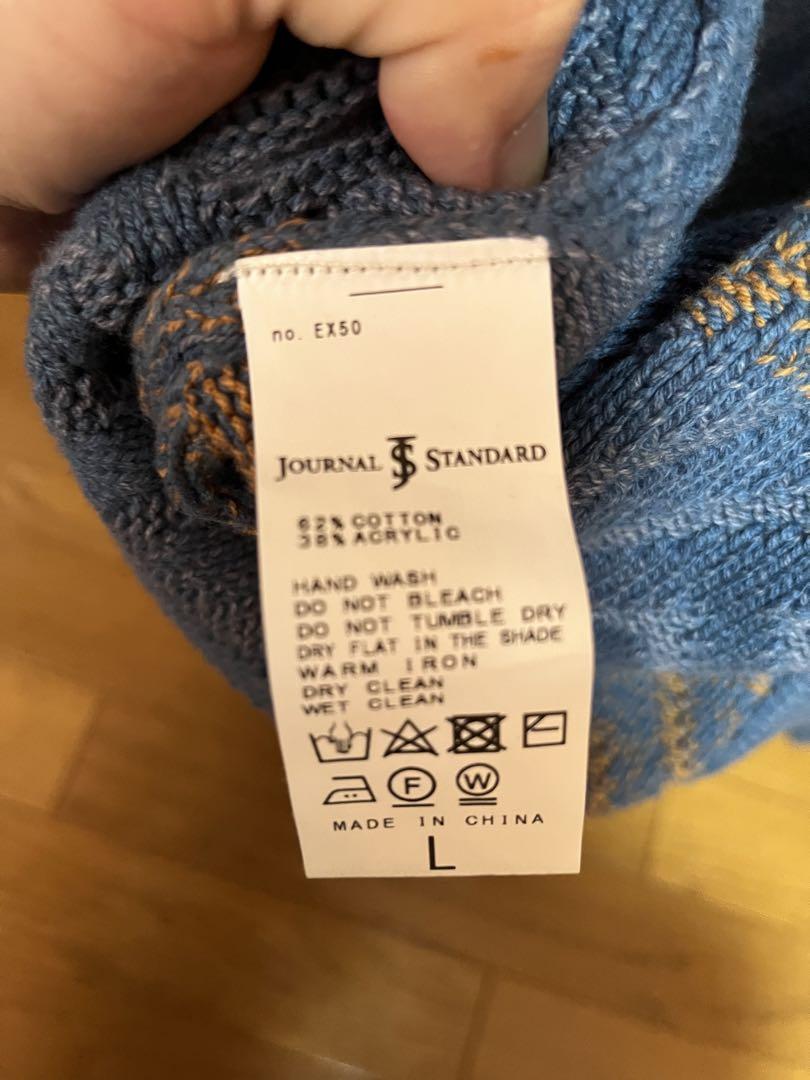 no. EX50
JOURNAL JS STANDARD
62% COTTON
38% ACRYLIC
HAND WASH
DO NOT BLEACH
DO NOT TUMBLE DRY
DRY FLAT IN THE SHADE
WARM IRON
DRY CLEAN
WET CLEAN
F W
MADE IN CHINA
L